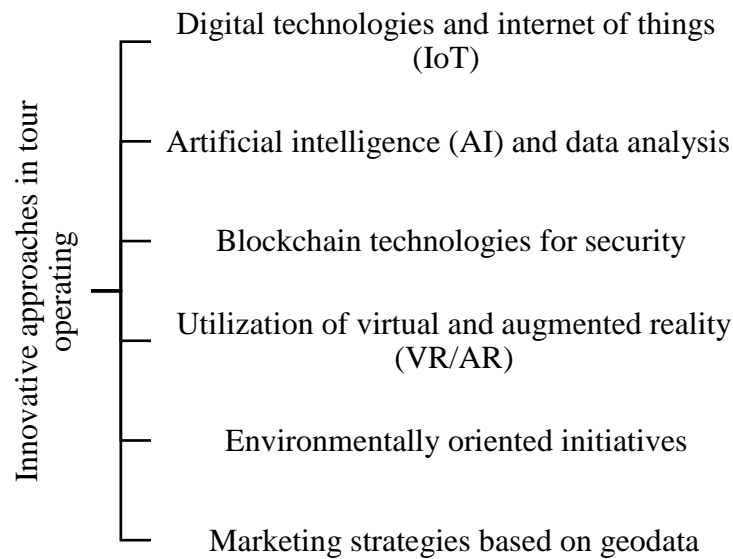 Innovative approaches in tour
operating
Digital technologies and internet of things
(IoT)
Artificial intelligence (AI) and data analysis
Blockchain technologies for security
Utilization of virtual and augmented reality
(VR/AR)
Environmentally oriented initiatives
Marketing strategies based on geodata